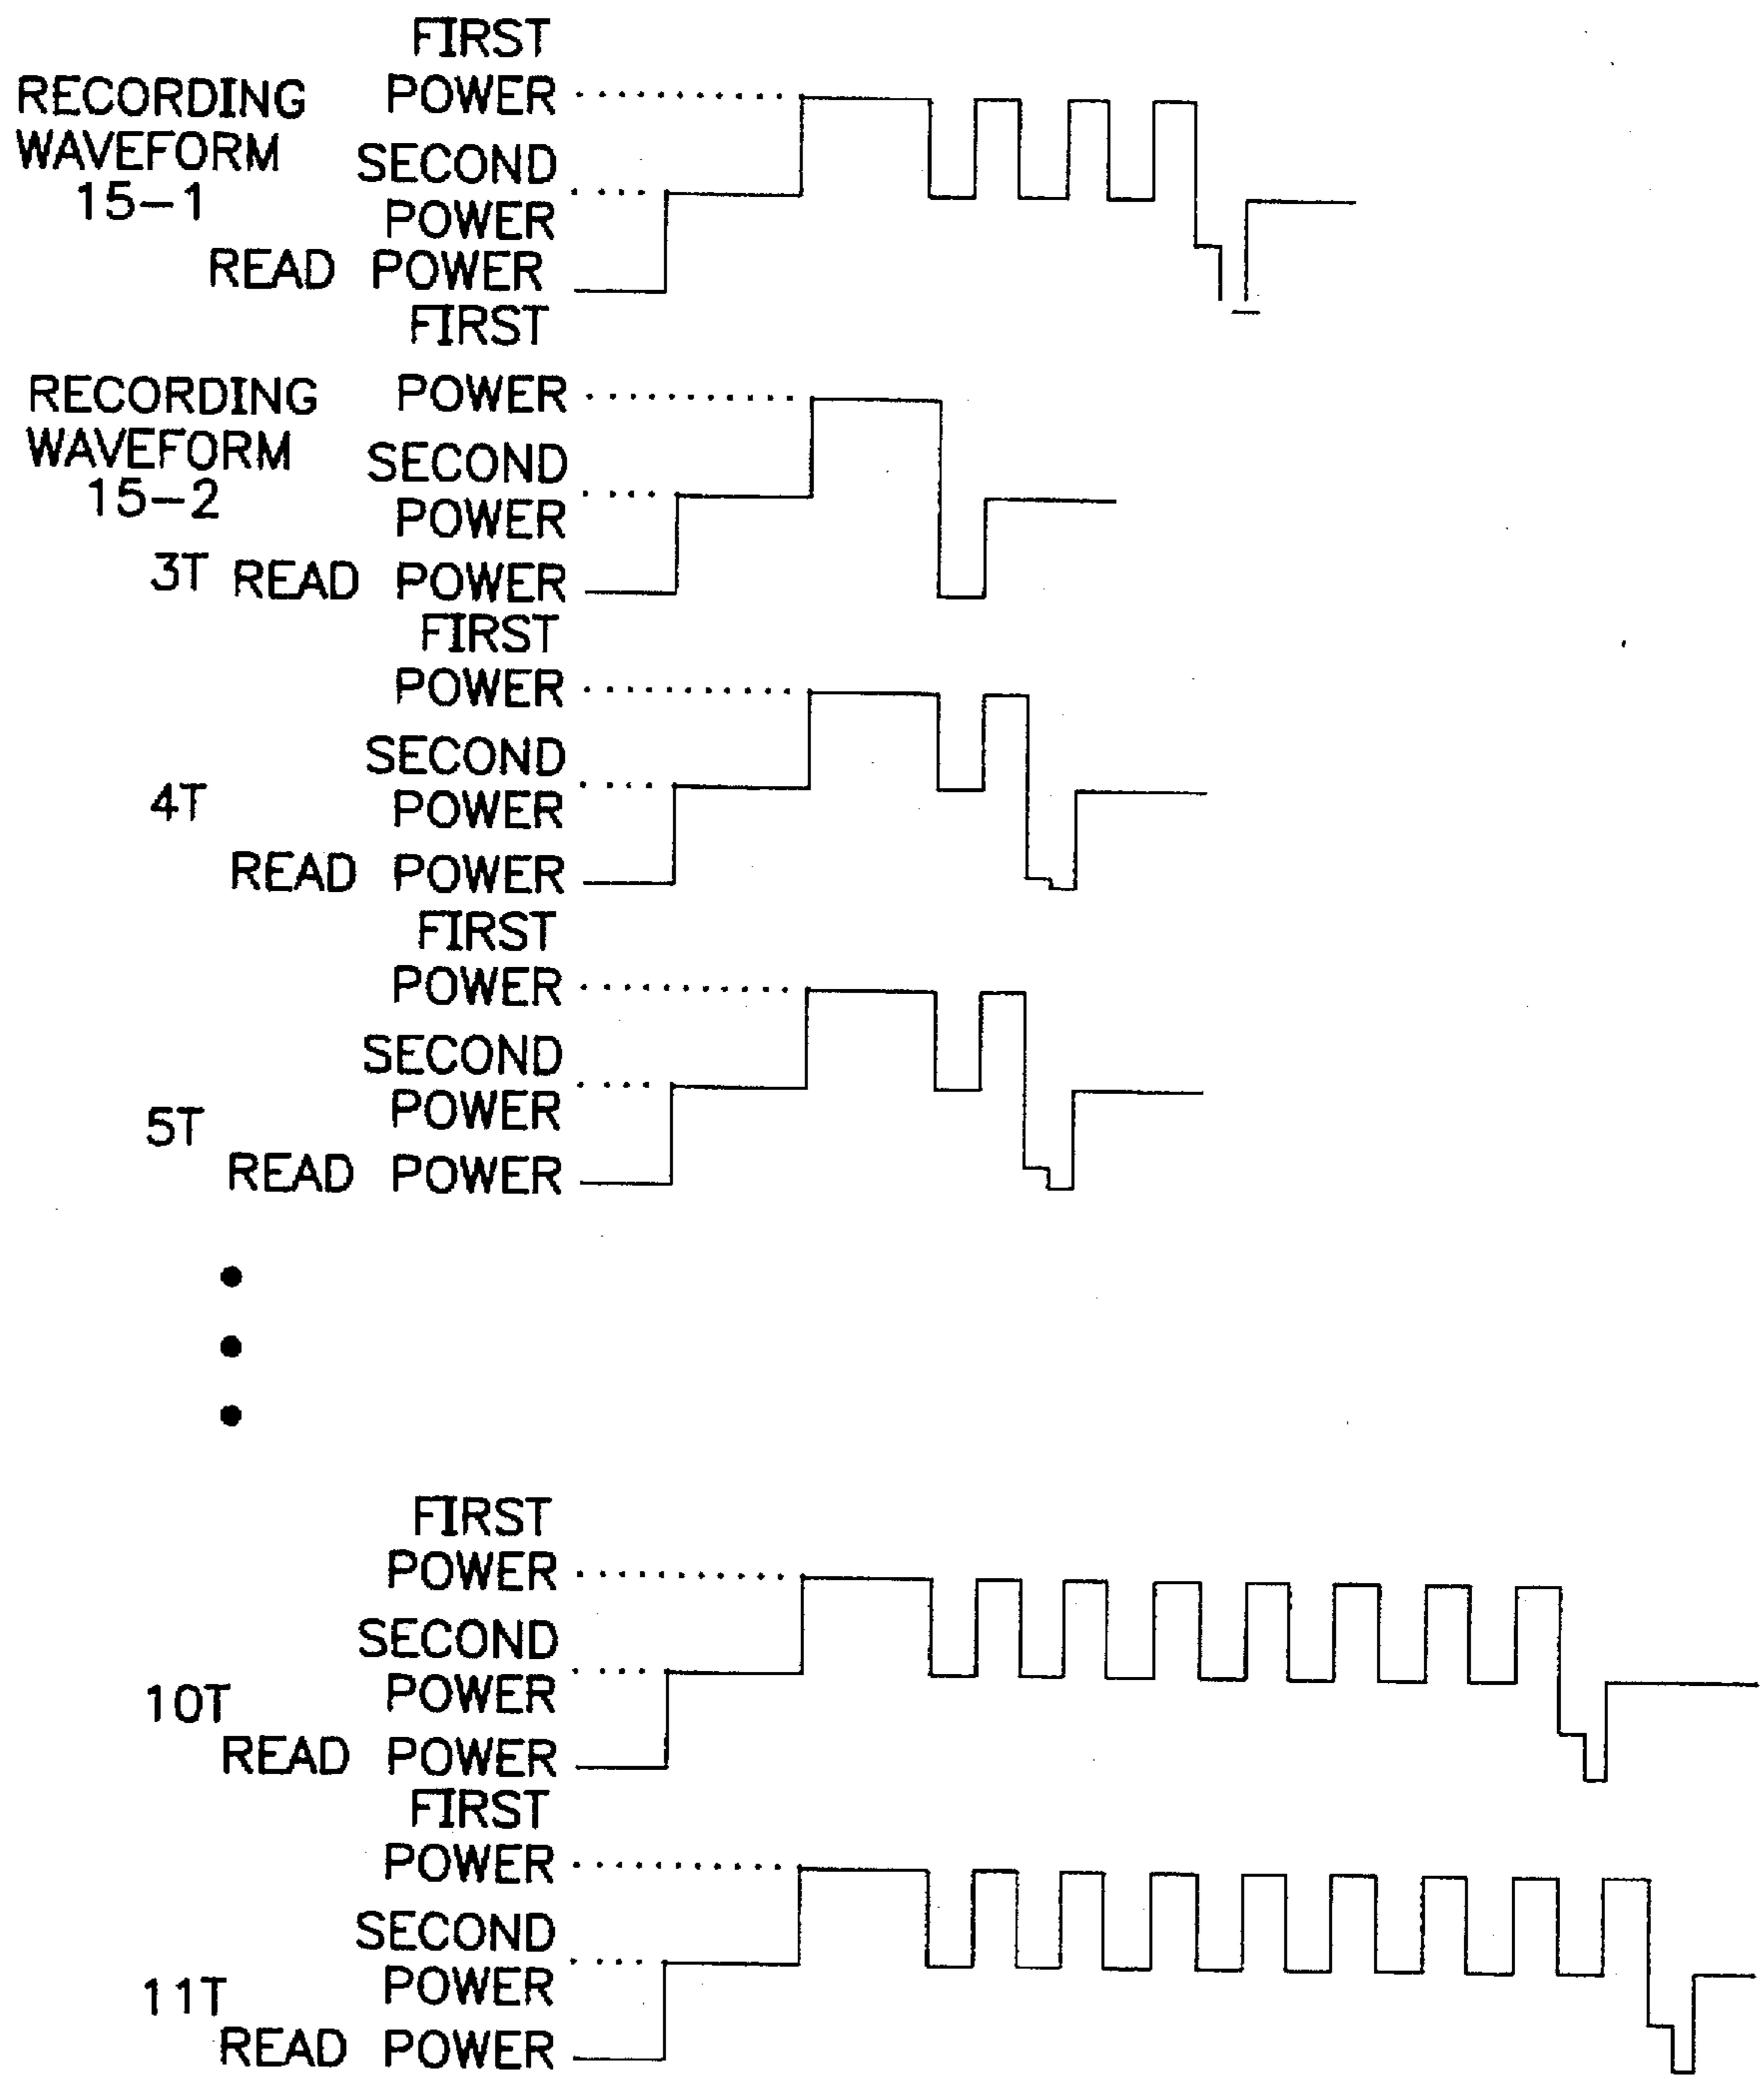 FIRST
RECORDING POWER
WAVEFORM SECOND
15-1 POWER
READ POWER
FIRST
RECORDING POWER
WAVEFORM SECOND
15-2 POWER
3T READ POWER
FIRST
POWER
SECOND
4T POWER
READ POWER
FIRST
POWER
SECOND
5T POWER
READ POWER
FIRST
POWER
SECOND
10T POWER
READ POWER
FIRST
POWER
SECOND
11T POWER
READ POWER